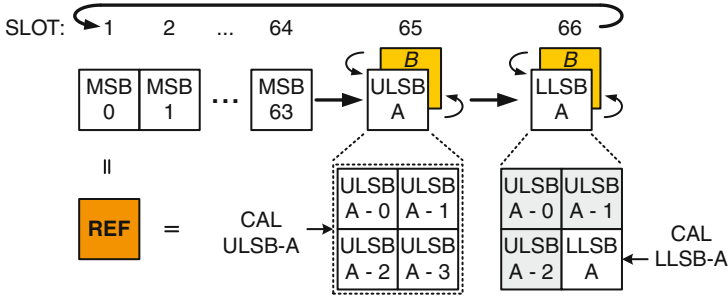 SLOT: 1 2 ... 64 65 66
B B
MSB 0 MSB 1 ... MSB 63 ULSB A LLSB A
=
REF = CAL ULSB-A
ULSB A - 0 ULSB A - 1
ULSB A - 2 ULSB A - 3
ULSB A - 0 ULSB A - 1
ULSB A - 2 LLSB A
CAL LLSB-A